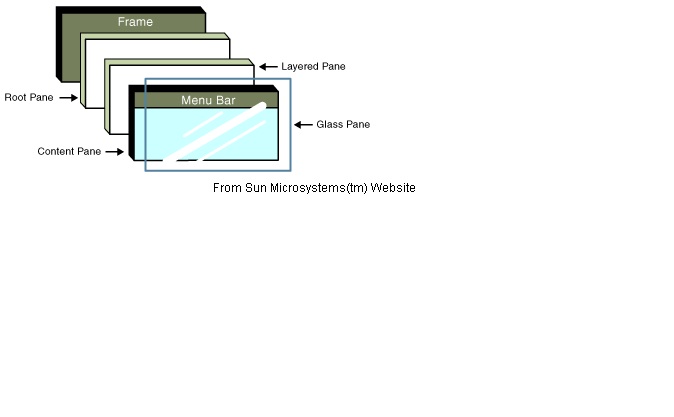 Frame
Layered Pane
Root Pane
Menu Bar
Glass Pane
Content Pane
From Sun Microsystems(tm) Website